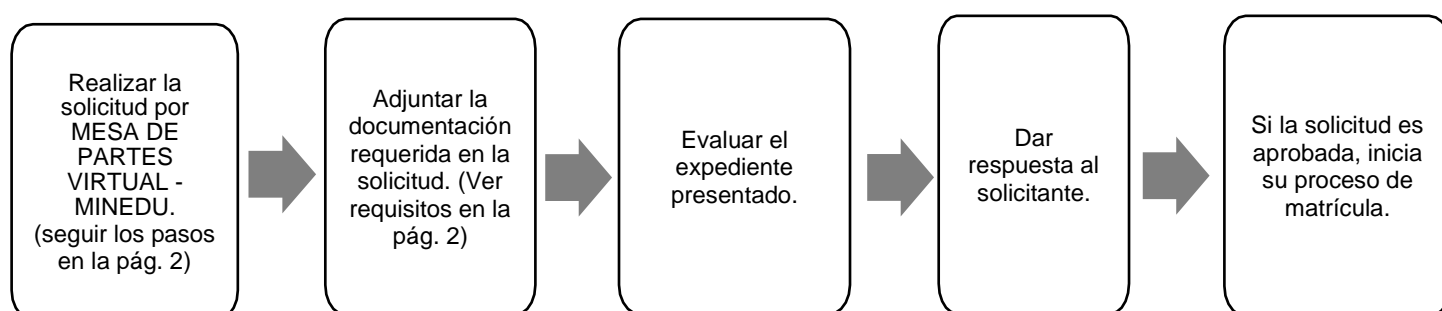 Realizar la
solicitud por
MESA DE
PARTES
VIRTUAL -
MINEDU.
(seguir los pasos
en la pág. 2)
Adjuntar la
documentación
requerida en la
solicitud. (Ver
requisitos en la
pág. 2)
Evaluar el
expediente
presentado.
Dar
respuesta al
solicitante.
Si la solicitud es
aprobada, inicia
su proceso de
matrícula.